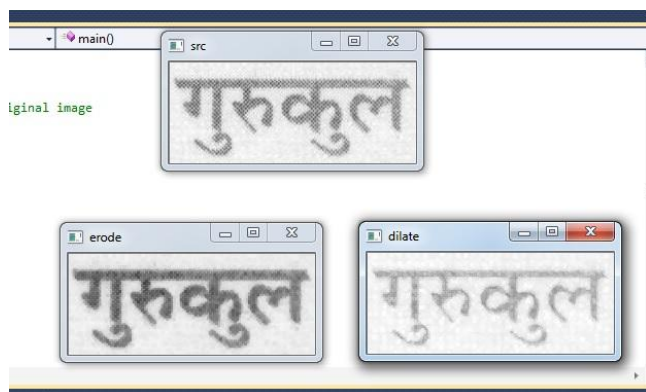 main()
src
iginal image
गुरुकुल
erode
dilate
गुरुकुल
गुरुकुल